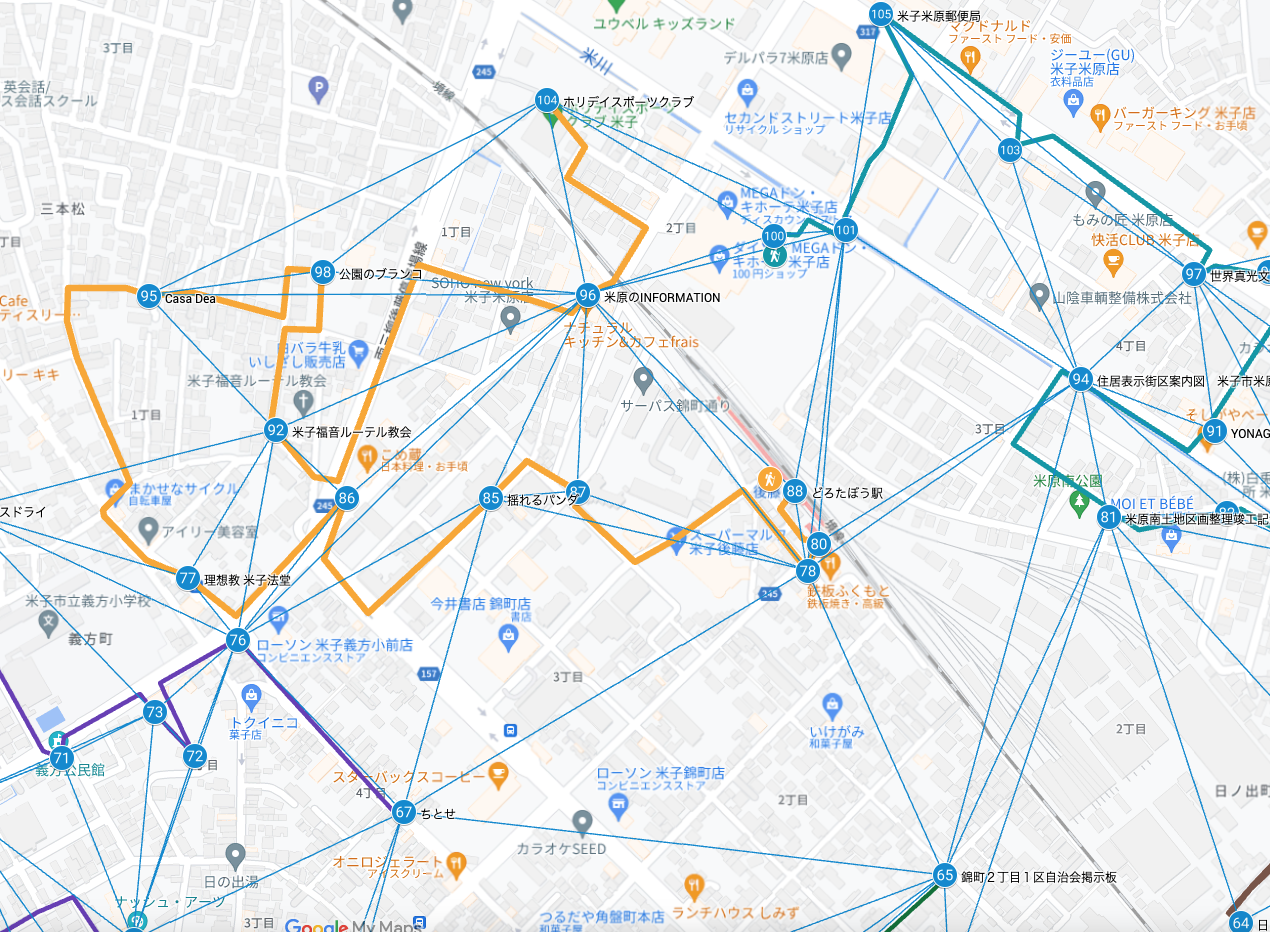 105
米子米原郵便局
マクドナルド
ファースト フード・安価
317
ユウベル キッズランド
デルパラ7米原店
ジーユー(GU)
米子米原店
衣料品店
3丁目
英会話/
ス会話スクール
P
245
米川
境線
104
ホリデイスポーツクラブ
クラブ 米子
セカンドストリート米子店
リサイクル ショップ
バーガーキング 米子店
ファースト フード・お手頃
103
三本松
丁目
1丁目
2丁目
MEGAドン・
キホーテ米子店
もみの匠 米原店
快活CLUB 米子店
100
101
MEGAドン・
米子店
100 円ショップ
97
世界真光文
98
公園のブランコ
95
Casa Dea
SOHO new york
米子米原店
96
米原のINFORMATION
山陰車輌整備株式会社
Cafe
ティスリー…
ナチュラル
キッチン&カフェfrais
白バラ牛乳
いしざし販売店
4丁目
リー キキ
米子福音ルーテル教会
94
住居表示街区案内図
米子市米原
サーパス錦町通り
1丁目
92
米子福音ルーテル教会
3丁目
91
YONAG
こめ蔵
日本料理・お手頃
米原南公園
まかせなサイクル
自転車屋
245
86
85
揺れるパンダ
87
88
どろたぼう駅
MOI ET BÉBÉ
81
米原南土地区画整理竣工記
スドライ
アイリー美容室
スーパーマル
米子後藤店
境線
80
78
77
理想教 米子法堂
245
鉄板ふくもと
鉄板焼き・高級
米子市立義方小学校
文
義方町
今井書店 錦町店
書店
76
ローソン 米子義方小前店
コンビニエンスストア
157
3丁目
トクイニコ
菓子店
73
71
義方公民館
72
いけがみ
和菓子屋
2丁目
スターバックスコーヒー
4丁目
ローソン 米子錦町店
コンビニエンスストア
2丁目
日ノ出町
67
ちとせ
カラオケSEED
オニロジェラート
アイスクリーム
日の出湯
65
錦町２丁目１区自治会掲示板
ランチハウス しみず
ナッシュ・アーツ
3丁目
Google My Maps
つるだや角盤町本店
和菓子屋
64
日